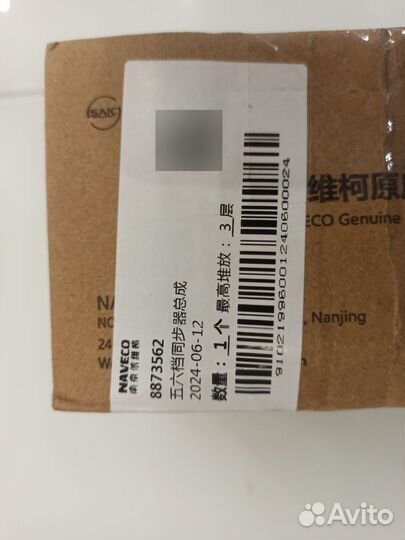 SAIC
NAVECO
南京依维柯
8873562
五六档同步器总成
2024-06-12
数量：1 个 最高堆放：3 层
910219960001240600024
维柯原
ECO Genuine
NA
NO
Nanjing
24
W
Avito